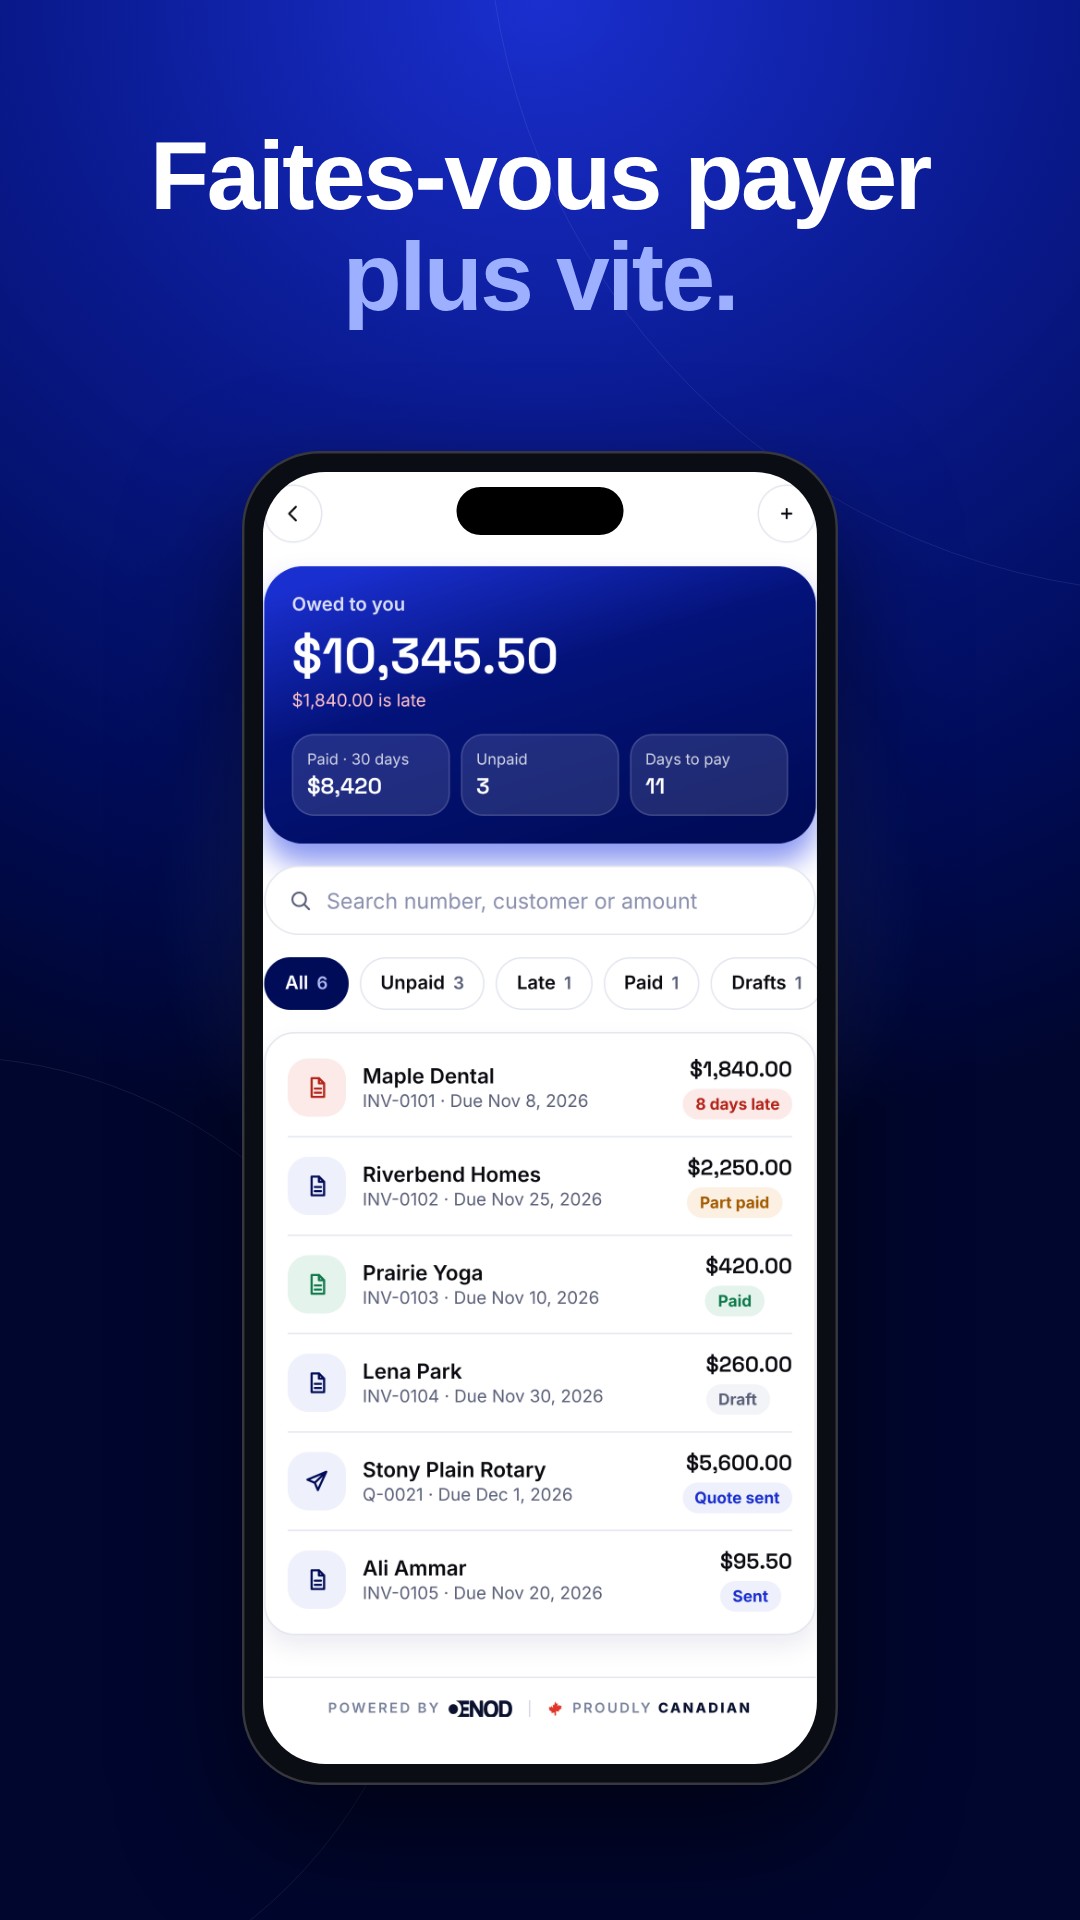 Faites-vous payer
plus vite.
Owed to you
$10,345.50
$1,840.00 is late
Paid · 30 days
$8,420
Unpaid
3
Days to pay
11
Search number, customer or amount
All 6
Unpaid 3
Late 1
Paid 1
Drafts 1
Maple Dental
INV-0101 · Due Nov 8, 2026
$1,840.00
8 days late
Riverbend Homes
INV-0102 · Due Nov 25, 2026
$2,250.00
Part paid
Prairie Yoga
INV-0103 · Due Nov 10, 2026
$420.00
Paid
Lena Park
INV-0104 · Due Nov 30, 2026
$260.00
Draft
Stony Plain Rotary
Q-0021 · Due Dec 1, 2026
$5,600.00
Quote sent
Ali Ammar
INV-0105 · Due Nov 20, 2026
$95.50
Sent
POWERED BY ENOD
PROUDLY CANADIAN